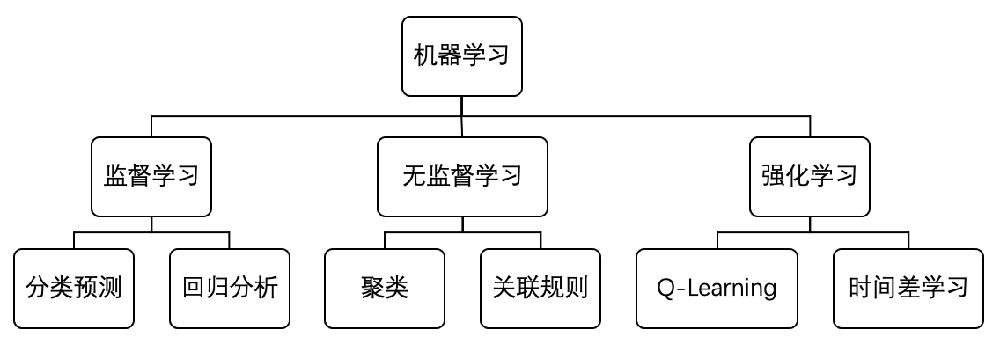 机器学习
监督学习
无监督学习
强化学习
分类预测
回归分析
聚类
关联规则
Q-Learning
时间差学习